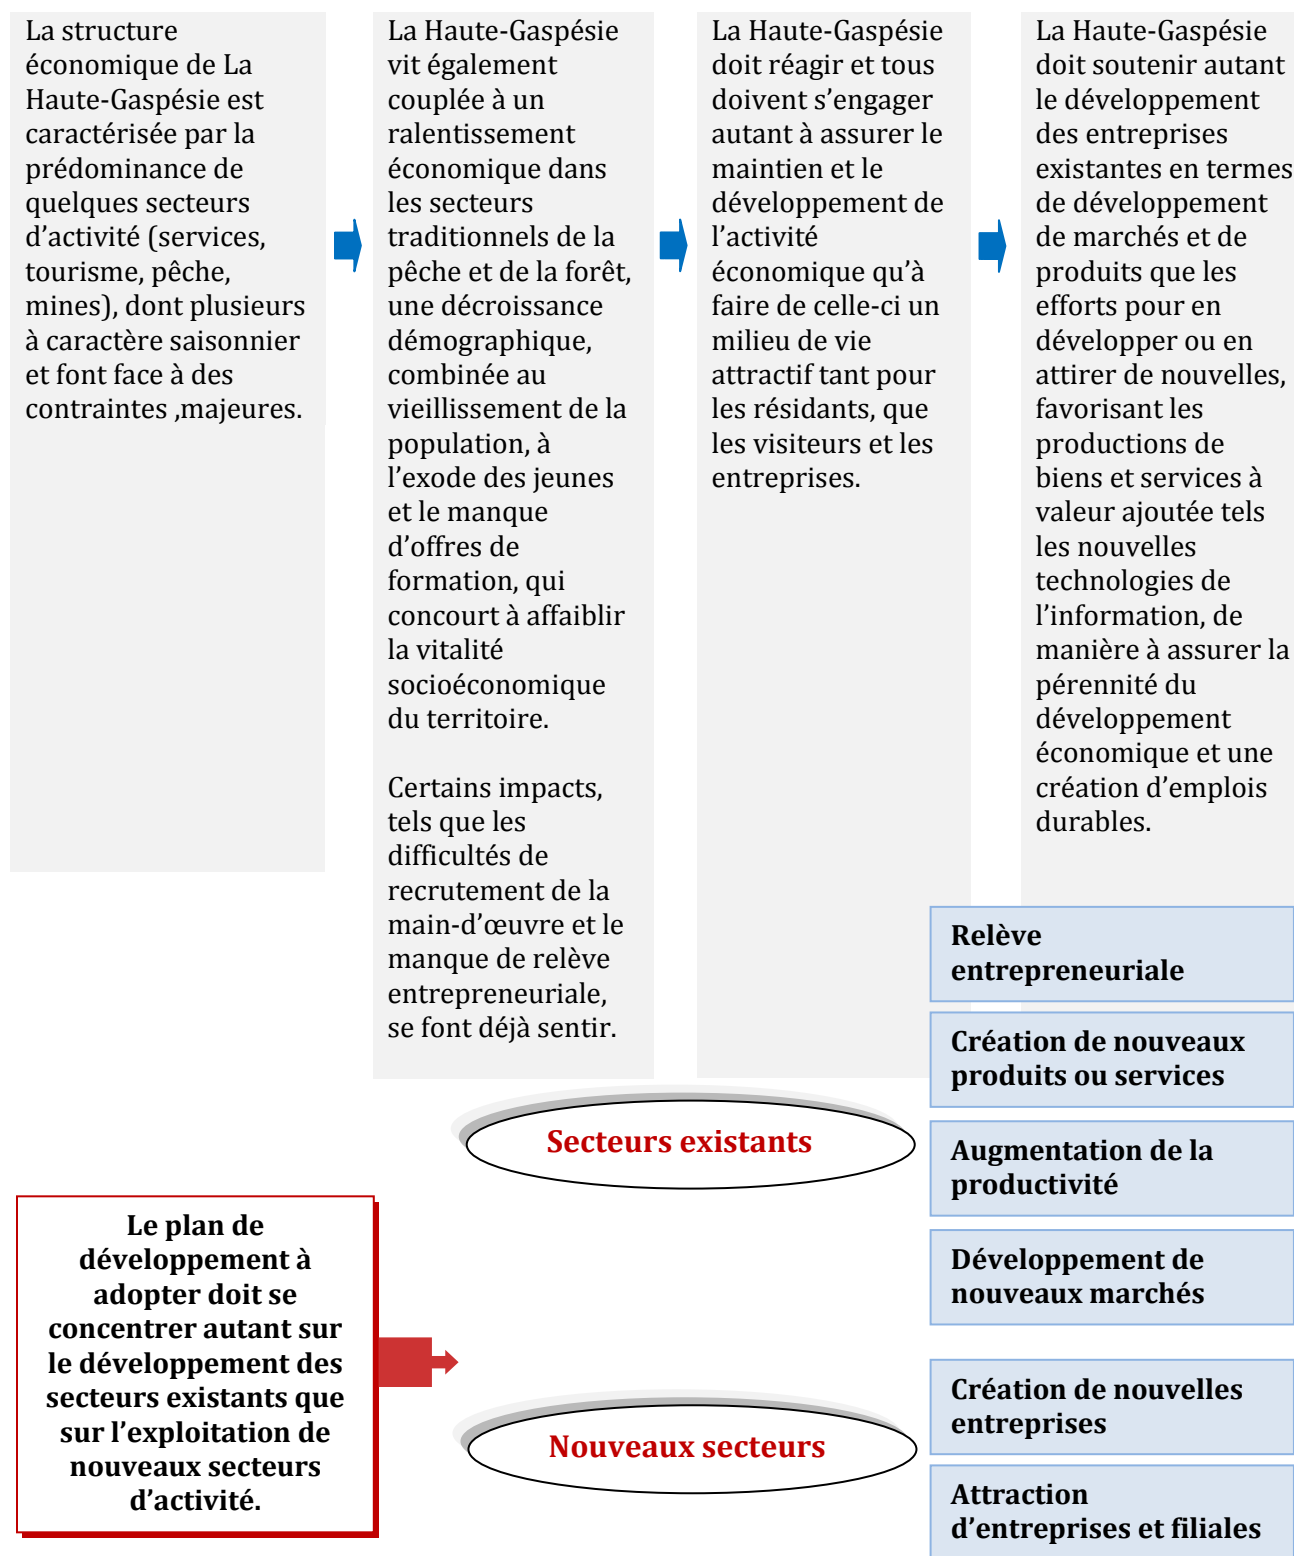 La structure
économique de La
Haute-Gaspésie est
caractérisée par la
prédominance de
quelques secteurs
d’activité (services,
tourisme, pêche,
mines), dont plusieurs
à caractère saisonnier
et font face à des
contraintes ,majeures.
La Haute-Gaspésie
vit également
couplée à un
ralentissement
économique dans
les secteurs
traditionnels de la
pêche et de la forêt,
une décroissance
démographique,
combinée au
vieillissement de la
population, à
l’exode des jeunes
et le manque
d’offres de
formation, qui
concourt à affaiblir
la vitalité
socioéconomique
du territoire.
Certains impacts,
tels que les
difficultés de
recrutement de la
main-d’œuvre et le
manque de relève
entrepreneuriale,
se font déjà sentir.
La Haute-Gaspésie
doit réagir et tous
doivent s’engager
autant à assurer le
maintien et le
développement de
l’activité
économique qu’à
faire de celle-ci un
milieu de vie
attractif tant pour
les résidants, que
les visiteurs et les
entreprises.
La Haute-Gaspésie
doit soutenir autant
le développement
des entreprises
existantes en termes
de développement
de marchés et de
produits que les
efforts pour en
développer ou en
attirer de nouvelles,
favorisant les
productions de
biens et services à
valeur ajoutée tels
les nouvelles
technologies de
l’information, de
manière à assurer la
pérennité du
développement
économique et une
création d’emplois
durables.
Le plan de
développement à
adopter doit se
concentrer autant sur
le développement des
secteurs existants que
sur l’exploitation de
nouveaux secteurs
d’activité.
Secteurs existants
Relève
entrepreneuriale
Création de nouveaux
produits ou services
Augmentation de la
productivité
Développement de
nouveaux marchés
Nouveaux secteurs
Création de nouvelles
entreprises
Attraction
d’entreprises et filiales